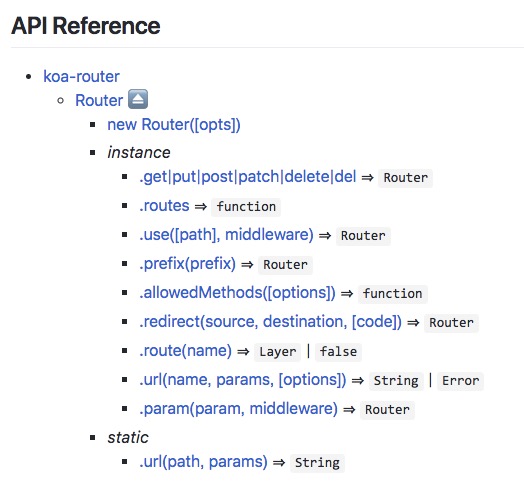 API Reference
koa-router
Router ⏏
new Router([opts])
instance
.get|put|post|patch|delete|del ⇒ Router
.routes ⇒ function
.use([path], middleware) ⇒ Router
.prefix(prefix) ⇒ Router
.allowedMethods([options]) ⇒ function
.redirect(source, destination, [code]) ⇒ Router
.route(name) ⇒ Layer | false
.url(name, params, [options]) ⇒ String | Error
.param(param, middleware) ⇒ Router
static
.url(path, params) ⇒ String